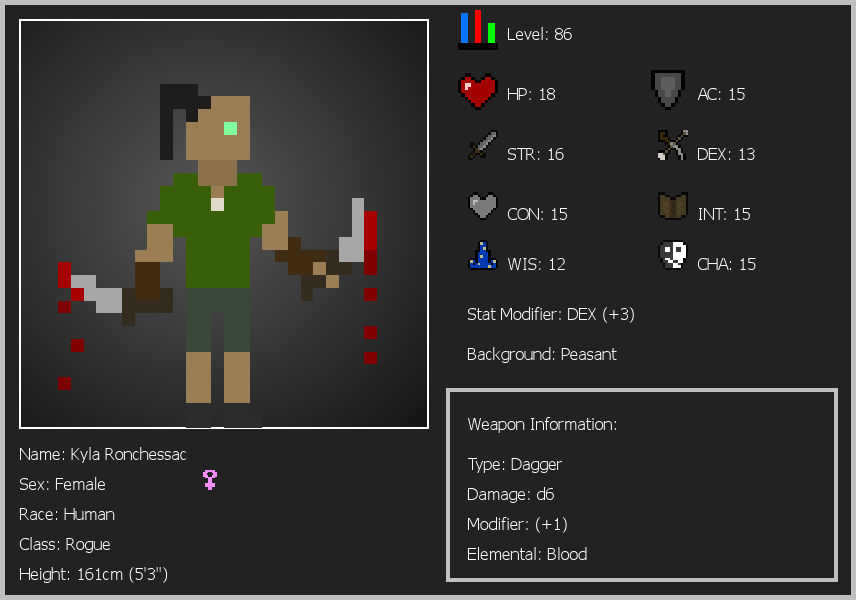 Level: 86
HP: 18
AC: 15
STR: 16
DEX: 13
CON: 15
INT: 15
WIS: 12
CHA: 15
Stat Modifier: DEX (+3)
Background: Peasant
Weapon Information:
Type: Dagger
Damage: d6
Modifier: (+1)
Elemental: Blood
Name: Kyla Ronchessac
Sex: Female
Race: Human
Class: Rogue
Height: 161cm (5'3")